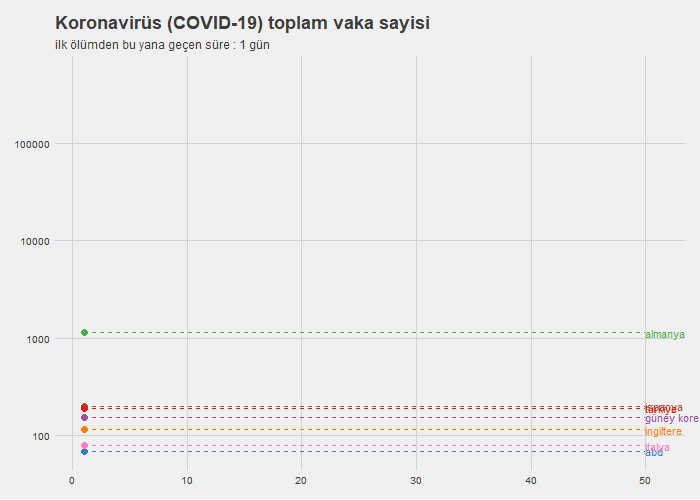 Koronavirüs (COVID-19) toplam vaka sayisi
ilk ölümden bu yana geçen süre : 1 gün
100000
10000
1000
100
almanya
ispanya
türkiye
güney kore
ingiltere
italya
abd
0 10 20 30 40 50